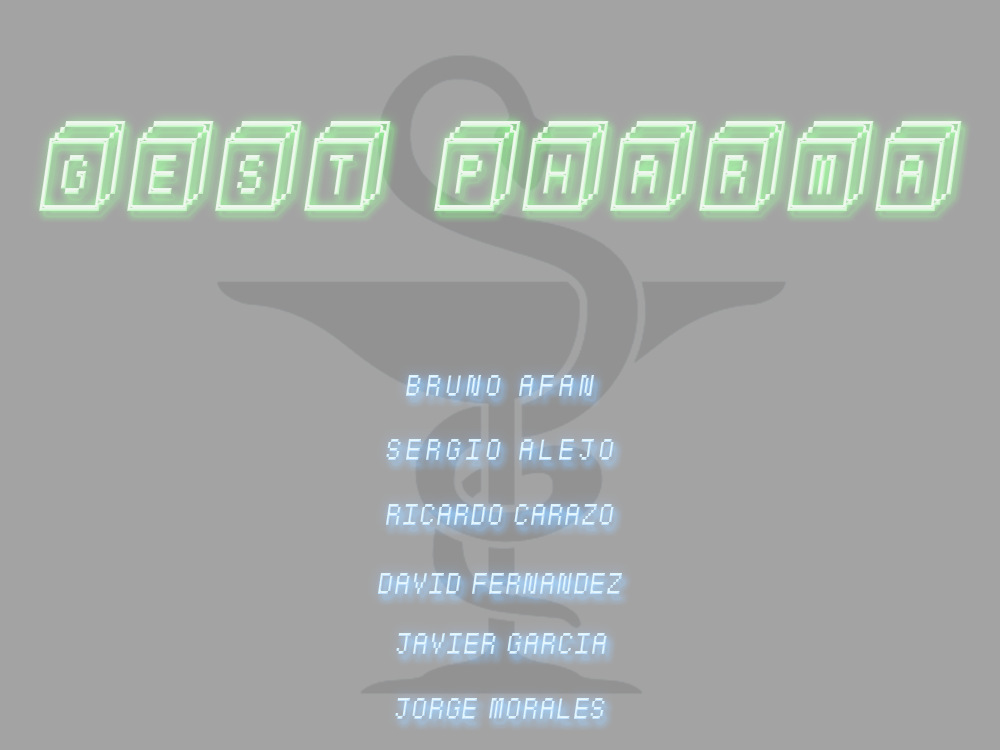 GEST PHARMA
BRUNO AFAN
SERGIO ALEJO
RICARDO CARAZO
DAVID FERNANDEZ
JAVIER GARCIA
JORGE MORALES